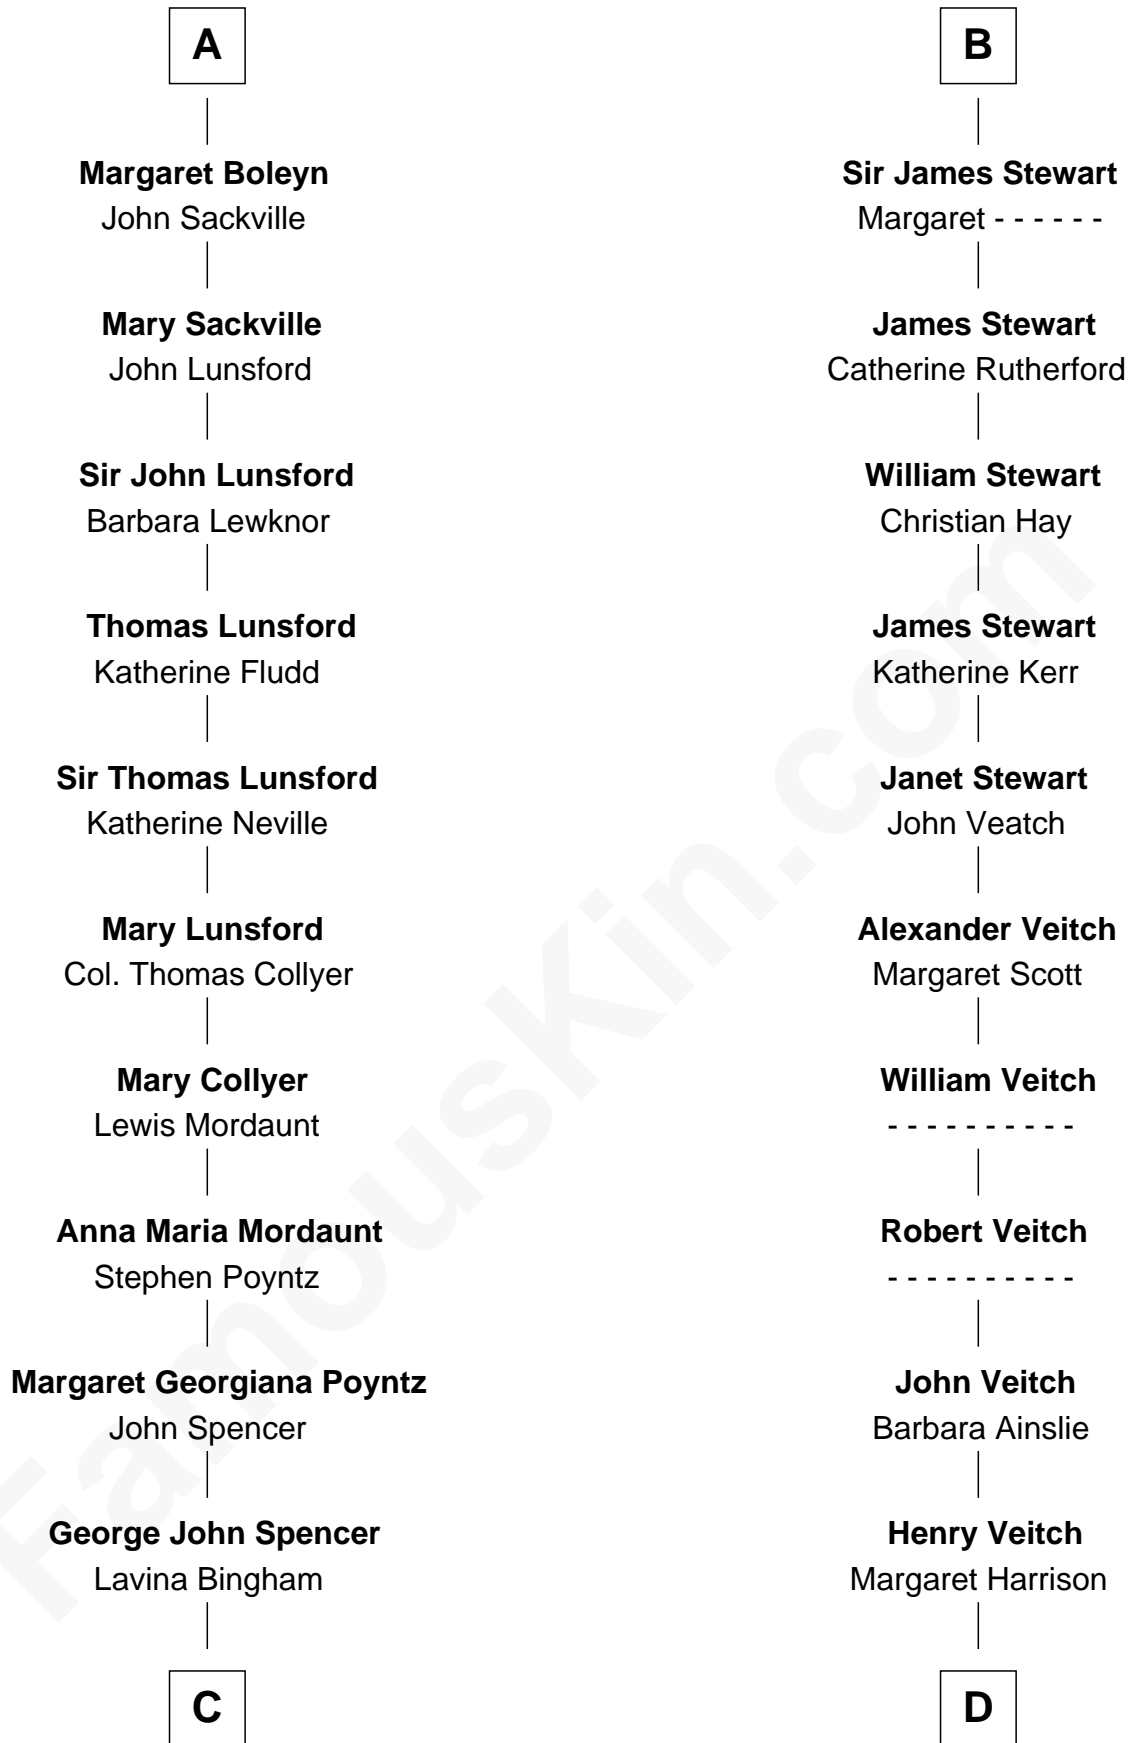 A
Margaret Boleyn
John Sackville
Mary Sackville
John Lunsford
Sir John Lunsford
Barbara Lewknor
Thomas Lunsford
Katherine Fludd
Sir Thomas Lunsford
Katherine Neville
Mary Lunsford
Col. Thomas Collyer
Mary Collyer
Lewis Mordaunt
Anna Maria Mordaunt
Stephen Poyntz
Margaret Georgiana Poyntz
John Spencer
George John Spencer
Lavina Bingham
C
B
Sir James Stewart
Margaret - - - - - -
James Stewart
Catherine Rutherford
William Stewart
Christian Hay
James Stewart
Katherine Kerr
Janet Stewart
John Veatch
Alexander Veitch
Margaret Scott
William Veitch
- - - - - - - - - -
Robert Veitch
- - - - - - - - - -
John Veitch
Barbara Ainslie
Henry Veitch
Margaret Harrison
D
FamousKin.com